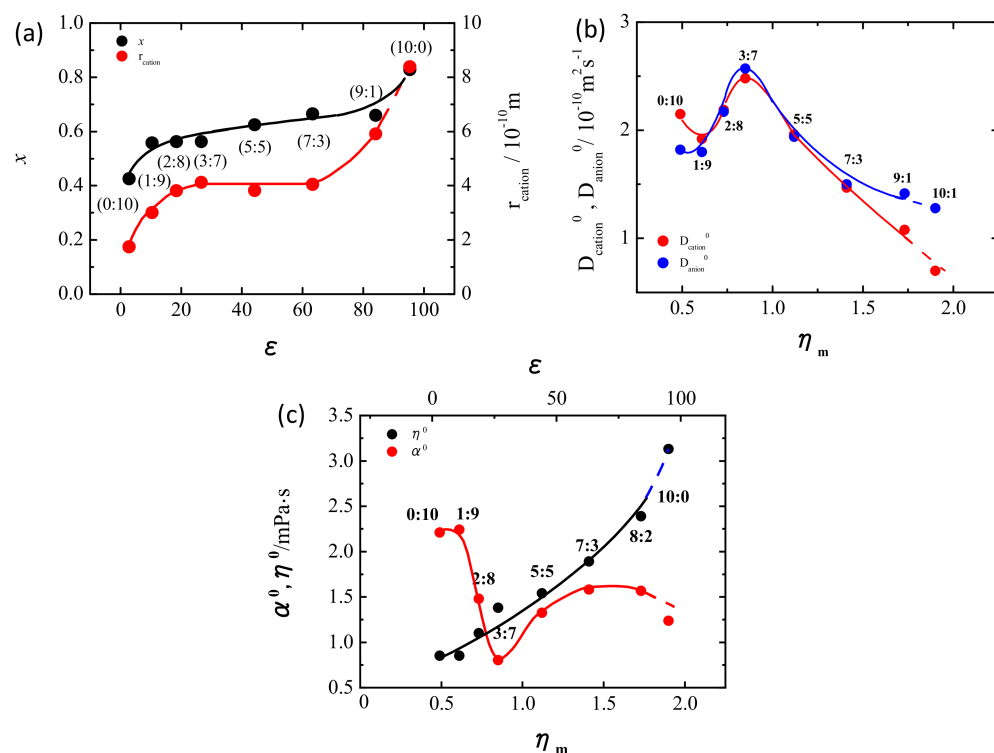 (a)
1.0
0.8
0.6
0.4
0.2
0.0
x
x
r_cation
(0:10)
(1:9)
(2:8)
(3:7)
(5:5)
(7:3)
(9:1)
(10:0)
10
8
6
4
2
0
r_cation / 10^-10 m
0 20 40 60 80 100
ε
(b)
3
2
1
D_cation^0 , D_anion^0 / 10^-10 m^2 s^-1
0:10
1:9
2:8
3:7
5:5
7:3
9:1
10:1
D_cation^0
D_anion^0
0.5 1.0 1.5 2.0
η_m
ε
0 50 100
(c)
3.5
3.0
2.5
2.0
1.5
1.0
0.5
α^0, η^0/mPa·s
η^0
α^0
0:10
1:9
2:8
3:7
5:5
7:3
8:2
10:0
0 0.5 1.0 1.5 2.0
η_m